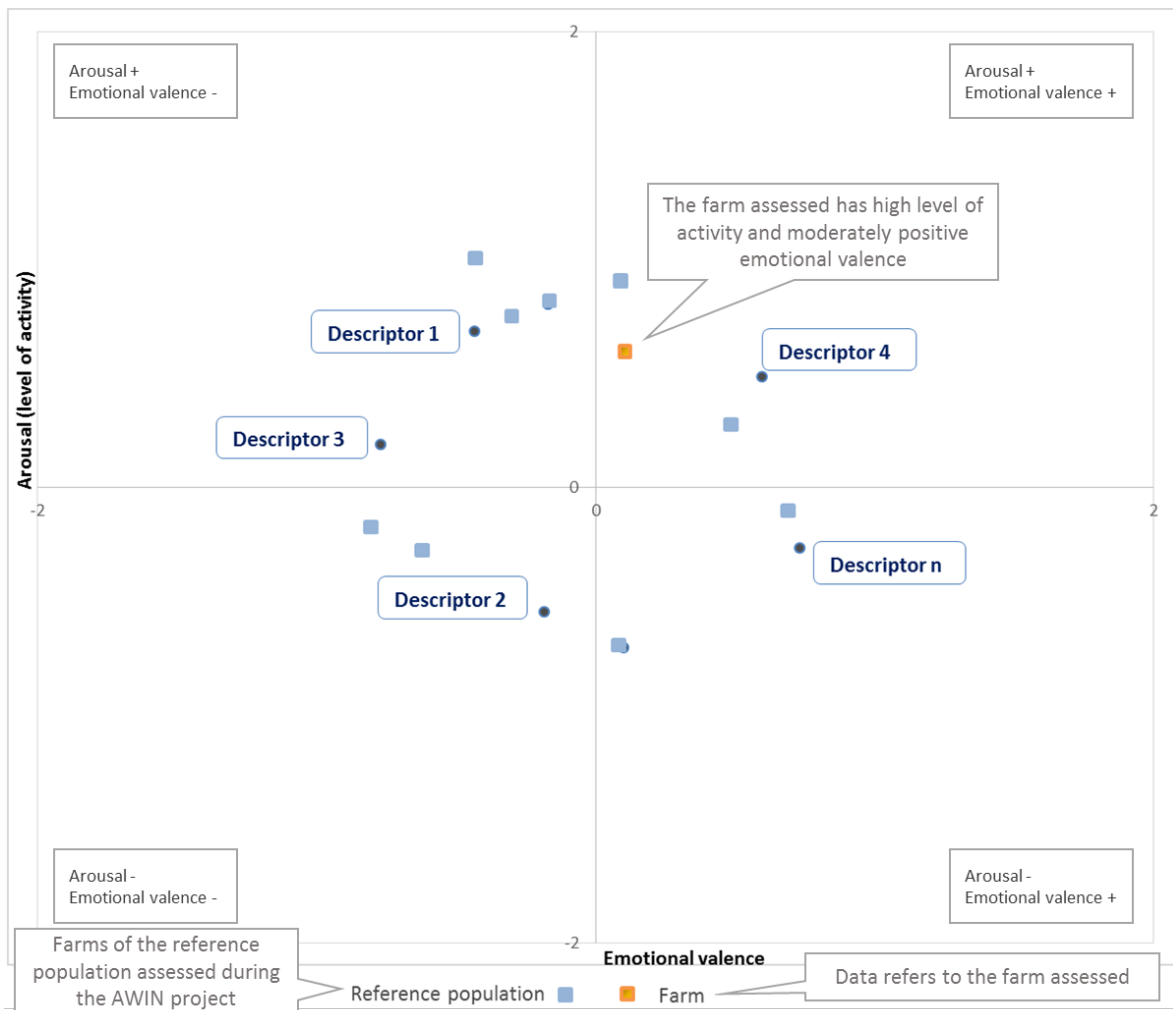 2
Arousal +
Emotional valence -
Arousal +
Emotional valence +
The farm assessed has high level of
activity and moderately positive
emotional valence
Descriptor 1
Descriptor 4
Arousal (level of activity)
Descriptor 3
0
-2
0
2
Descriptor n
Descriptor 2
Arousal -
Emotional valence -
Arousal -
Emotional valence +
-2
Emotional valence
Farms of the reference
population assessed during
the AWIN project
Reference population
Farm
Data refers to the farm assessed